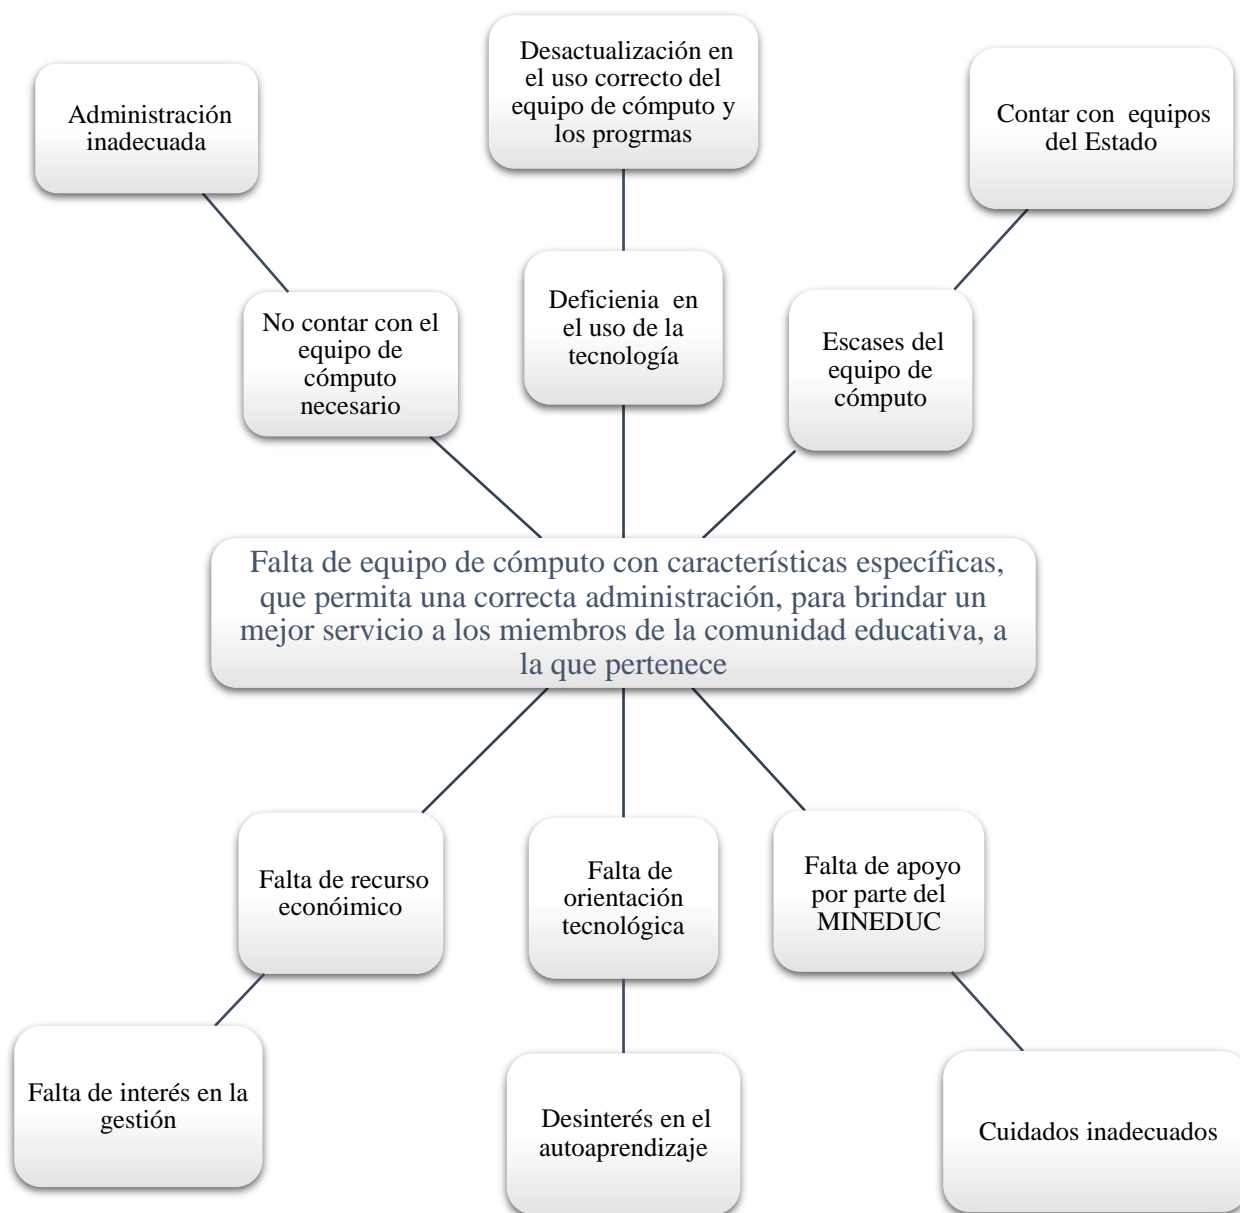 Desactualización en
el uso correcto del
equipo de cómputo y
los progrmas
Administración
inadecuada
Contar con equipos
del Estado
No contar con el
equipo de
cómputo
necesario
Deficienia en
el uso de la
tecnología
Escases del
equipo de
cómputo
Falta de equipo de cómputo con características específicas,
que permita una correcta administración, para brindar un
mejor servicio a los miembros de la comunidad educativa, a
la que pertenece
Falta de recurso
econóimico
Falta de
orientación
tecnológica
Falta de apoyo
por parte del
MINEDUC
Falta de interés en la
gestión
Desinterés en el
autoaprendizaje
Cuidados inadecuados